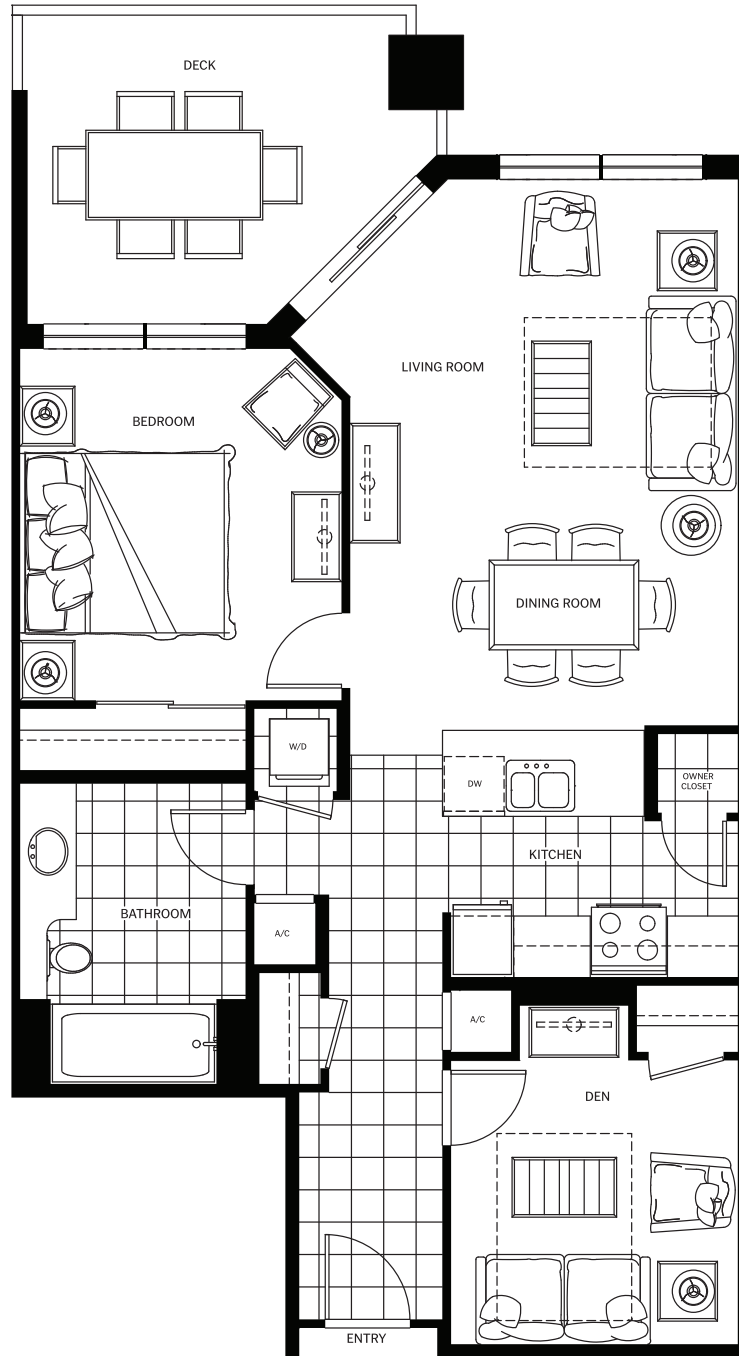 DECK
LIVING ROOM
BEDROOM
DINING ROOM
W/D
DW
OWNER
CLOSET
KITCHEN
BATHROOM
A/C
A/C
DEN
ENTRY